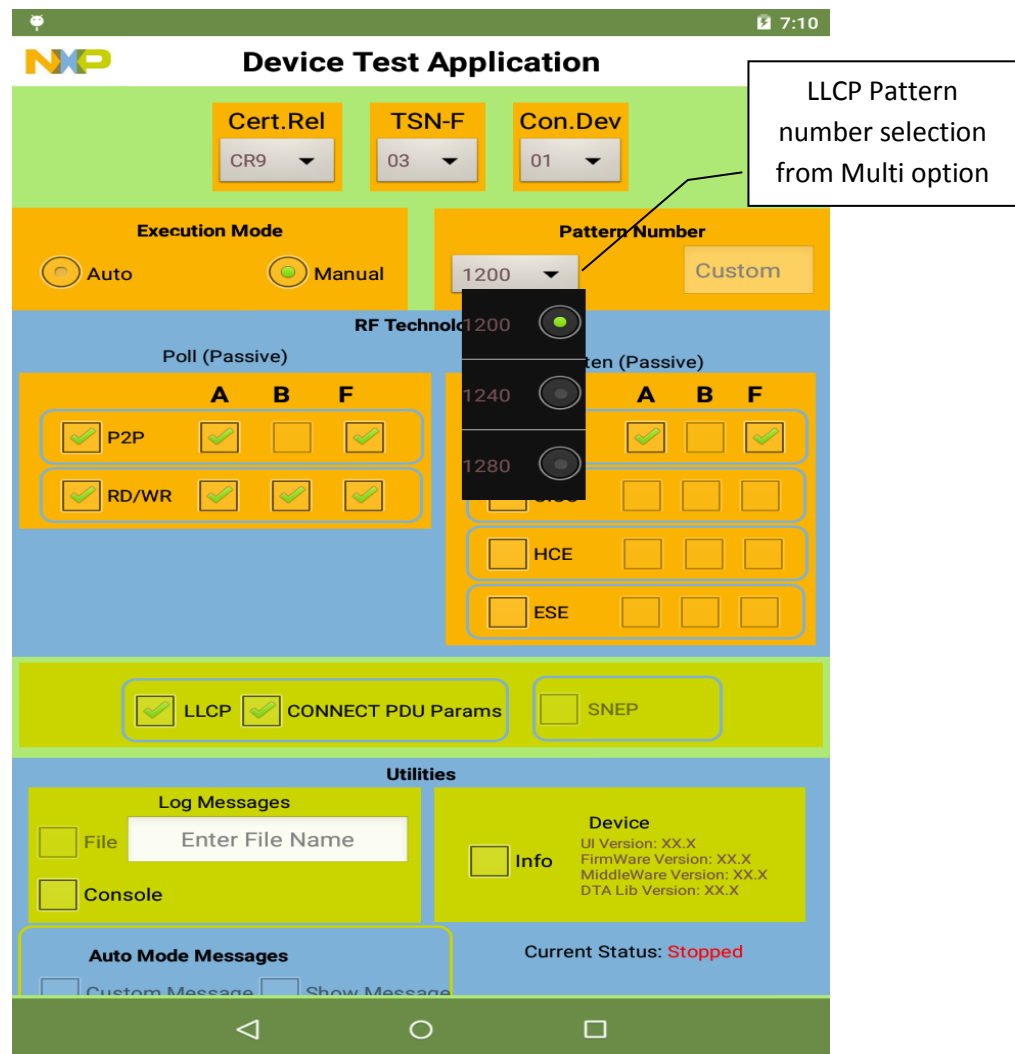 7:10
NXP
Device Test Application
LLCP Pattern
number selection
from Multi option
Cert.Rel TSN-F Con.Dev
CR9 03 01
Execution Mode Pattern Number
Auto Manual 1200 Custom
RF Technolo
1200
1240
1280
Poll (Passive) ten (Passive)
A B F A B F
P2P
RD/WR
HCE
ESE
LLCP CONNECT PDU Params SNEP
Utilities
Log Messages
File Enter File Name
Console
Device
Info
UI Version: XX.X
FirmWare Version: XX.X
MiddleWare Version: XX.X
DTA Lib Version: XX.X
Auto Mode Messages
Current Status: Stopped
Custom Message Show Message